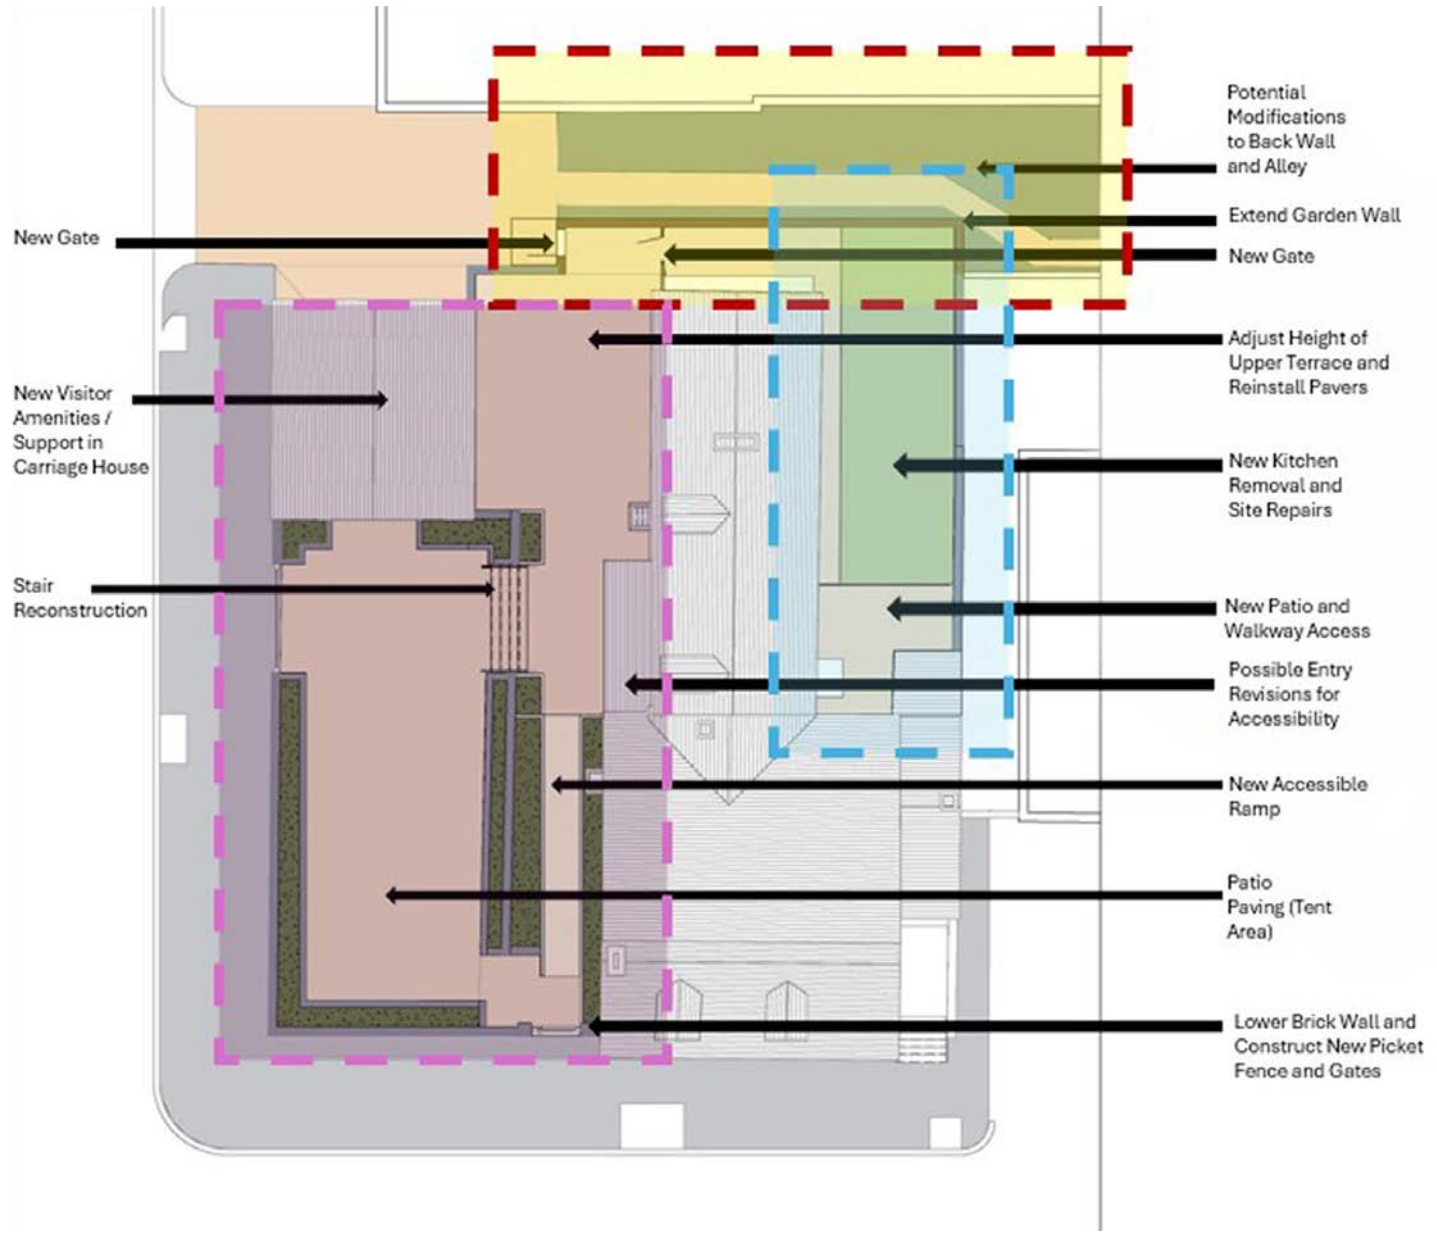 Potential
Modifications
to Back Wall
and Alley
Extend Garden Wall
New Gate
New Gate
Adjust Height of
Upper Terrace and
Reinstall Pavers
New Visitor
Amenities /
Support in
Carriage House
New Kitchen
Removal and
Site Repairs
Stair
Reconstruction
New Patio and
Walkway Access
Possible Entry
Revisions for
Accessibility
New Accessible
Ramp
Patio
Paving (Tent
Area)
Lower Brick Wall and
Construct New Picket
Fence and Gates